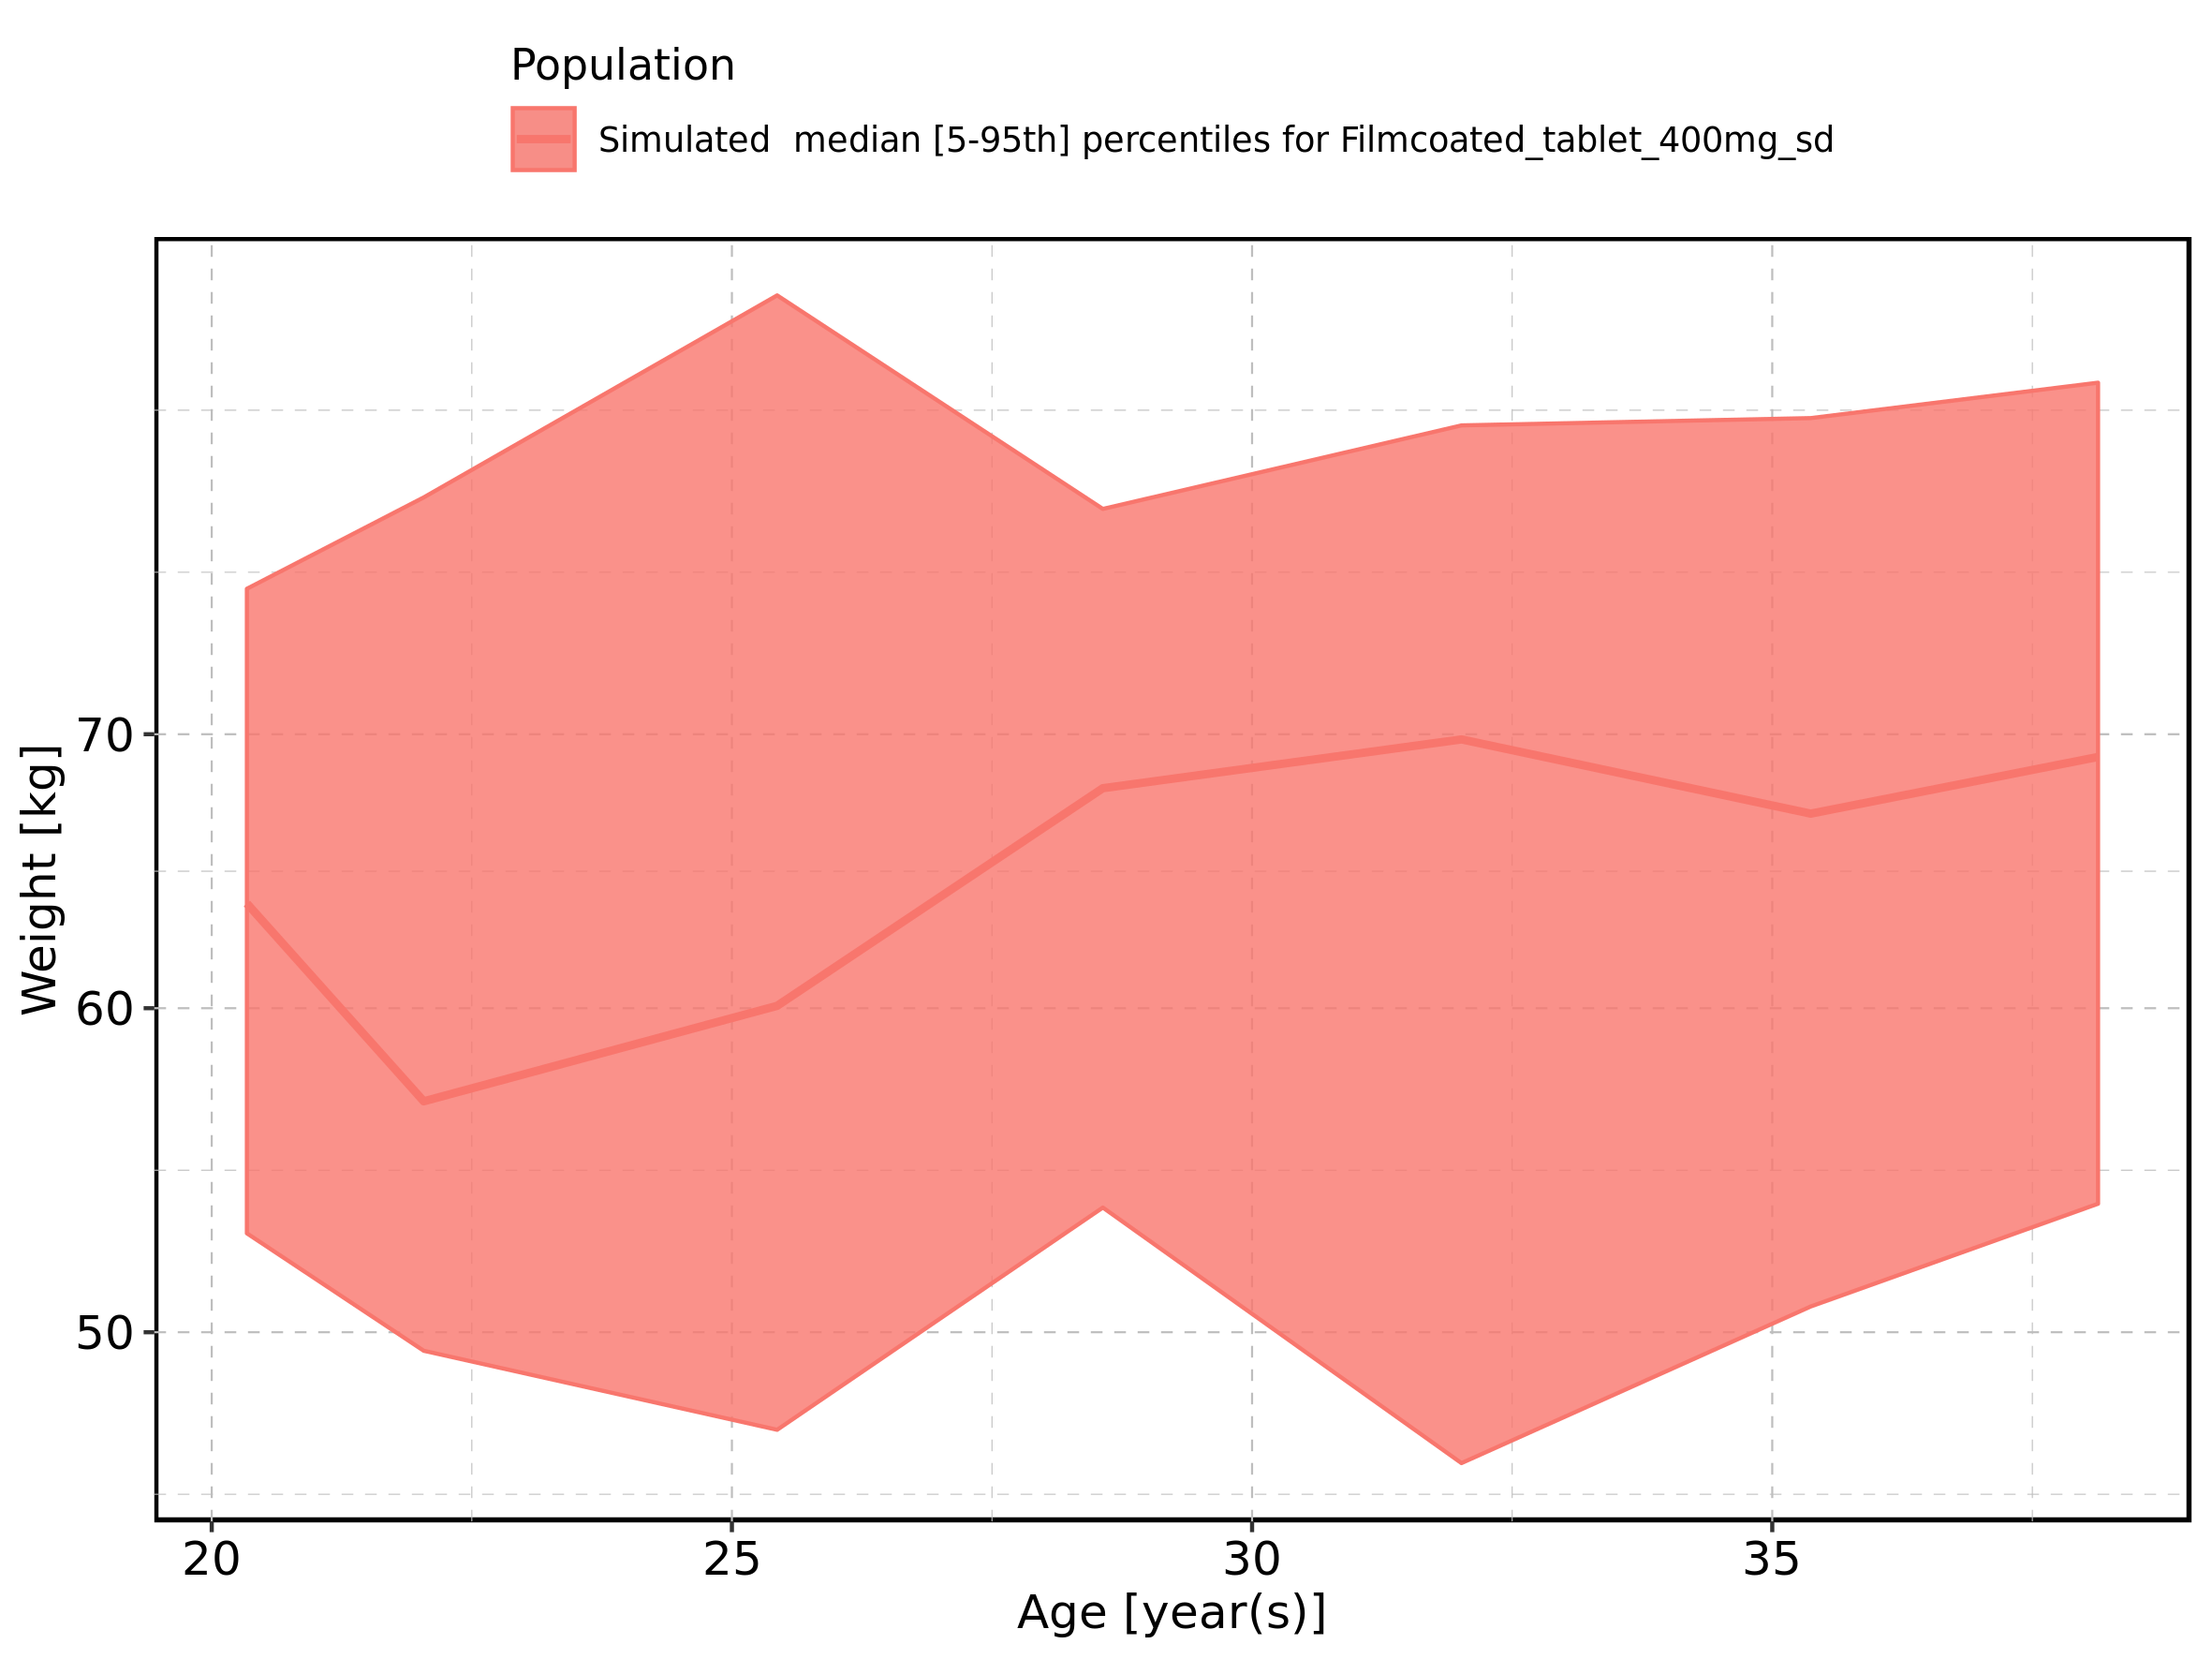 Population
Simulated  median [5-95th] percentiles for Filmcoated_tablet_400mg_sd
Weight [kg]
70
60
50
20 25 30 35
Age [year(s)]